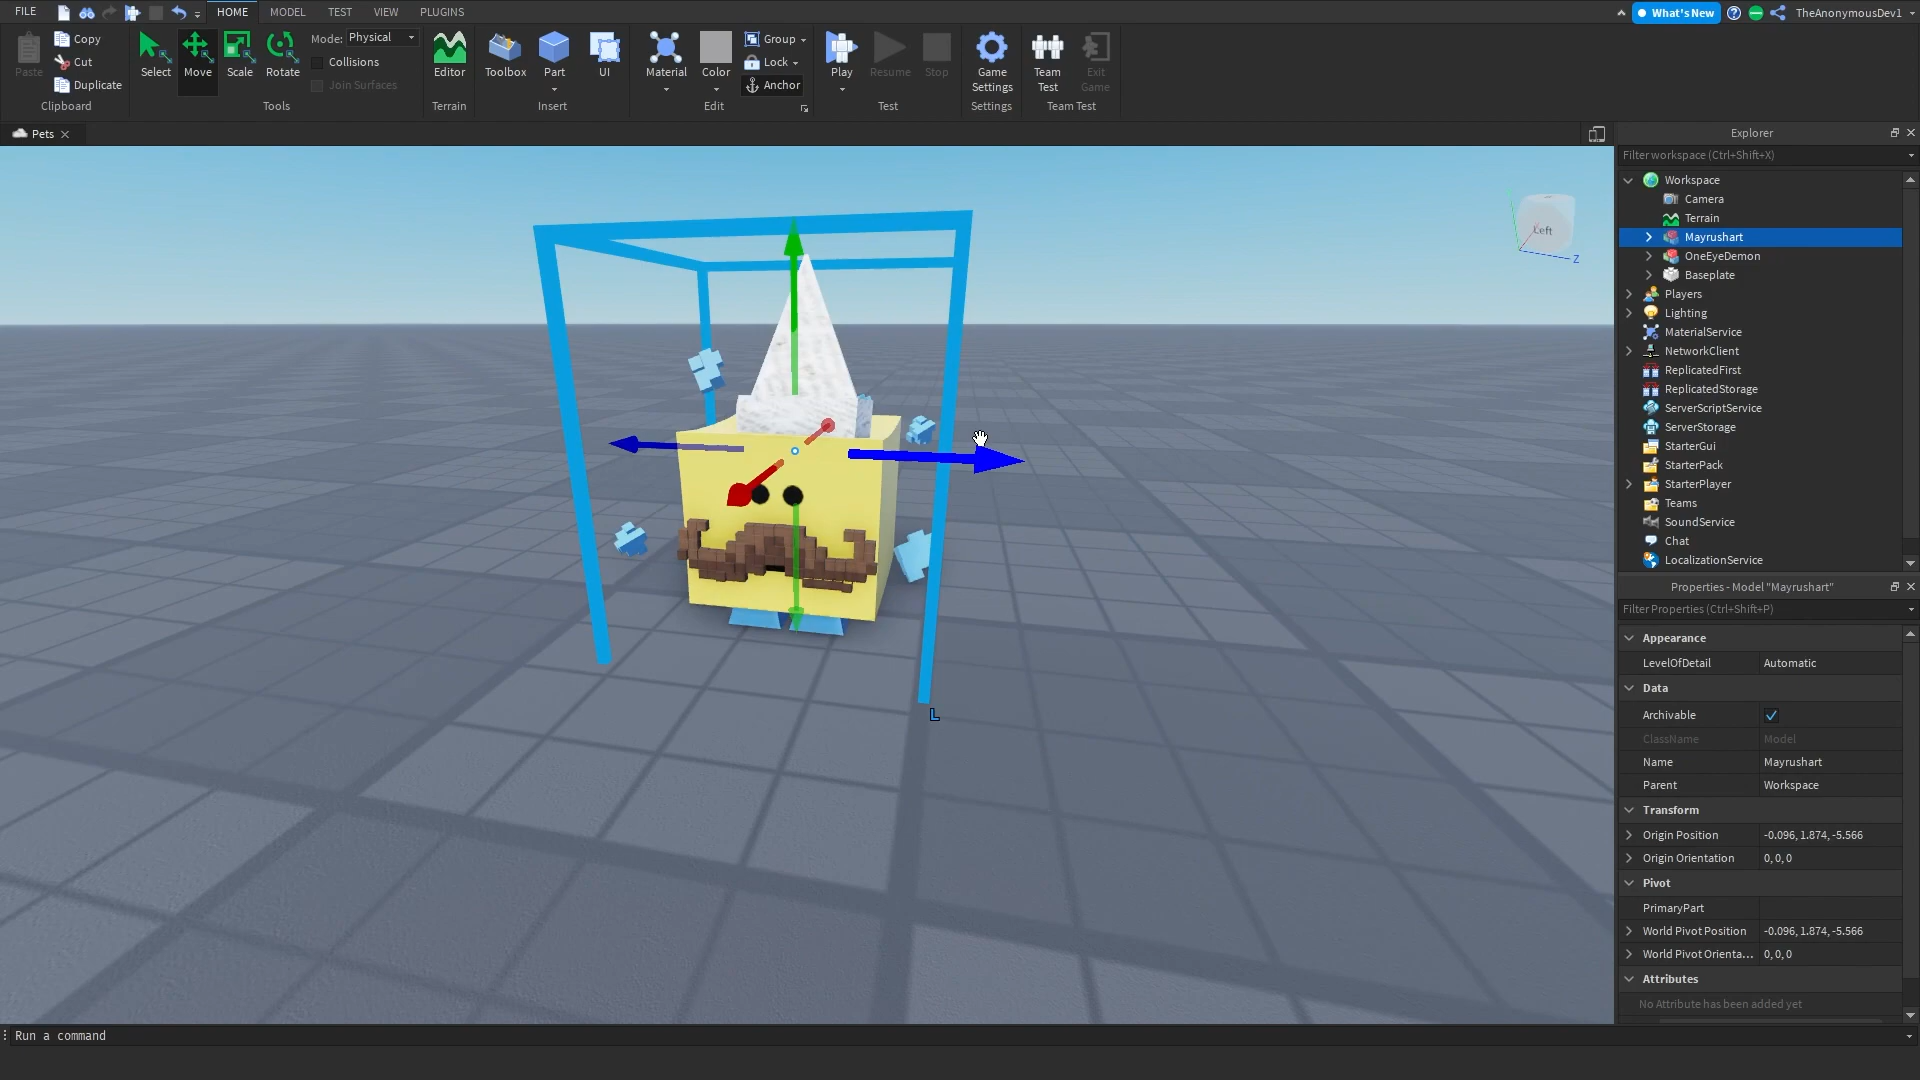 FILE HOME MODEL TEST VIEW PLUGINS What's New TheAnonymousDev1
Paste Copy Cut Duplicate Clipboard
Select Move Scale Rotate Mode: Physical Collisions Join Surfaces Tools
Editor Terrain
Toolbox Part UI Insert
Material Color Group Lock Anchor Edit
Play Resume Stop Test
Game Settings Settings
Team Test Exit Game Team Test
Pets
Left
Z
L
Explorer
Filter workspace (Ctrl+Shift+X)
Workspace
Camera
Terrain
Mayrushart
OneEyeDemon
Baseplate
Players
Lighting
MaterialService
NetworkClient
ReplicatedFirst
ReplicatedStorage
ServerScriptService
ServerStorage
StarterGui
StarterPack
StarterPlayer
Teams
SoundService
Chat
LocalizationService
Properties - Model "Mayrushart"
Filter Properties (Ctrl+Shift+P)
Appearance
LevelOfDetail Automatic
Data
Archivable
ClassName Model
Name Mayrushart
Parent Workspace
Transform
Origin Position -0.096, 1.874, -5.566
Origin Orientation 0, 0, 0
Pivot
PrimaryPart
World Pivot Position -0.096, 1.874, -5.566
World Pivot Orienta... 0, 0, 0
Attributes
No Attribute has been added yet
Run a command